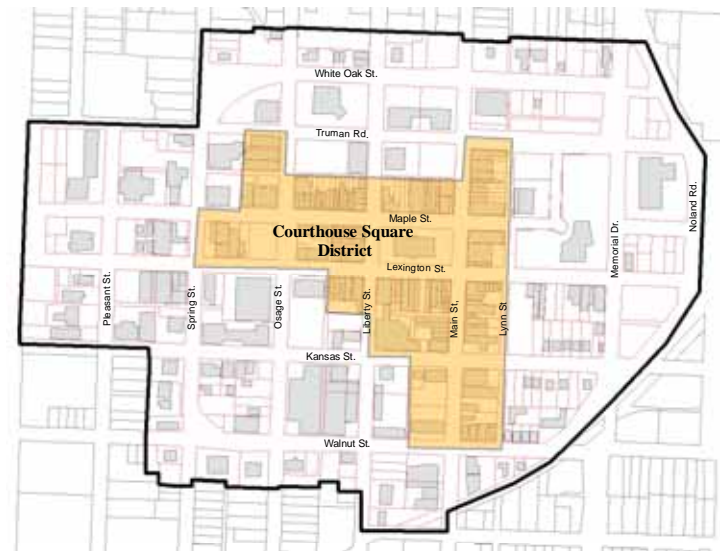 White Oak St.
Truman Rd.
Noland Rd.
Maple St.
Courthouse Square
District
Memorial Dr.
Lexington St.
Pleasant St.
Spring St.
Osage St.
Liberty St.
Main St,
Lynn St
Kansas St.
Walnut St.